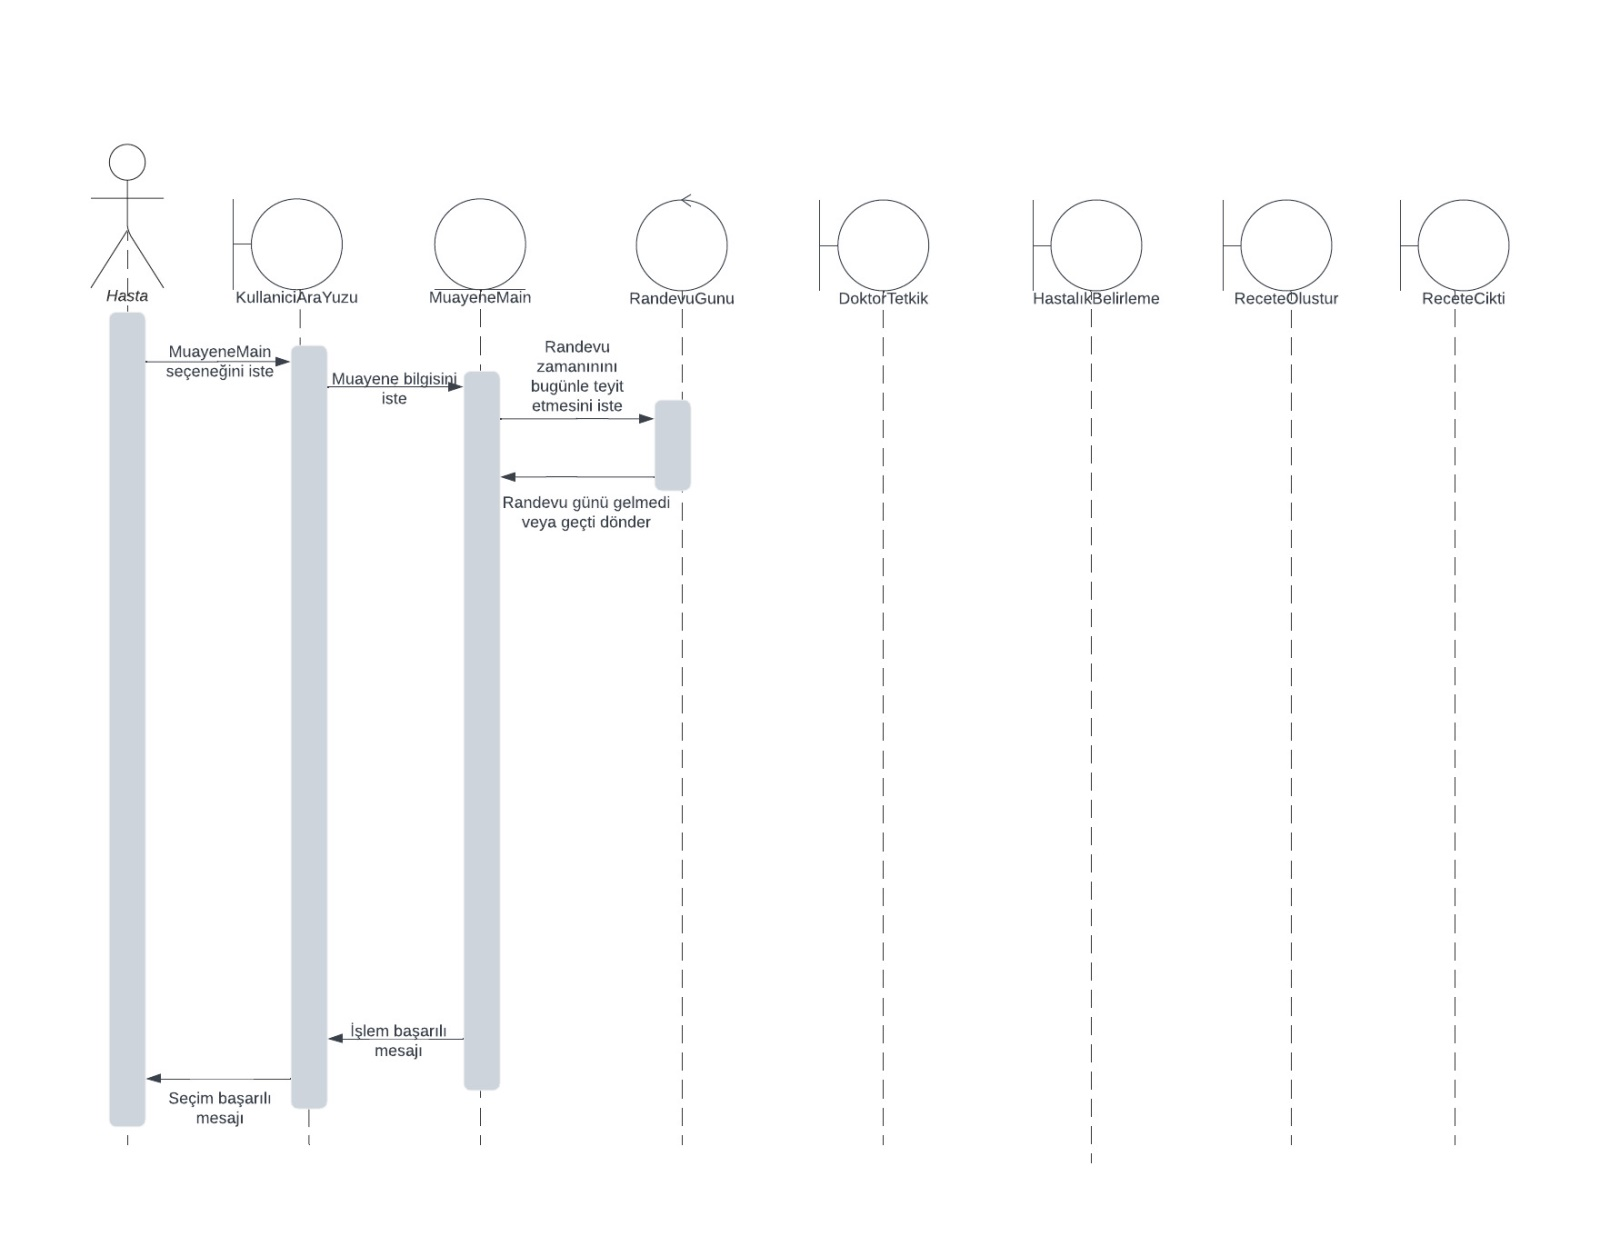 Hasta
KullaniciAraYuzu
MuayeneMain
RandevuGunu
DoktorTetkik
HastalıkBelirleme
ReceteOlustur
ReceteCikti
MuayeneMain
seçeneğini iste
Muayene bilgisini
iste
Randevu
zamanınını
bugünle teyit
etmesini iste
Randevu günü gelmedi
veya geçti dönder
İşlem başarılı
mesajı
Seçim başarılı
mesajı